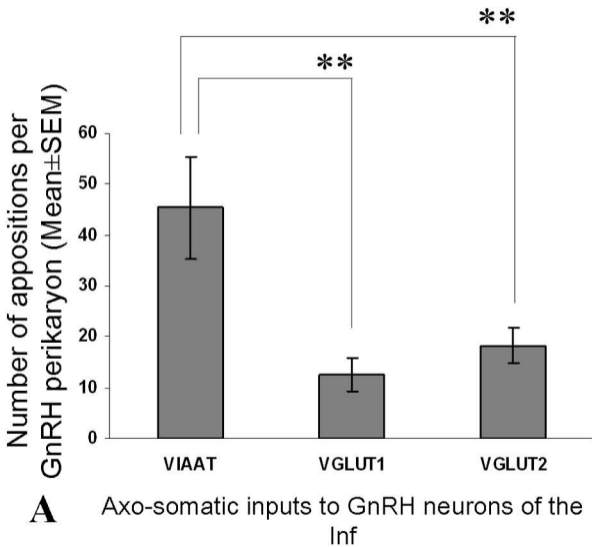 **
**
Number of appositions per
GnRH perikaryon (Mean±SEM)
60
50
40
30
20
10
0
VIAAT VGLUT1 VGLUT2
A Axo-somatic inputs to GnRH neurons of the
Inf